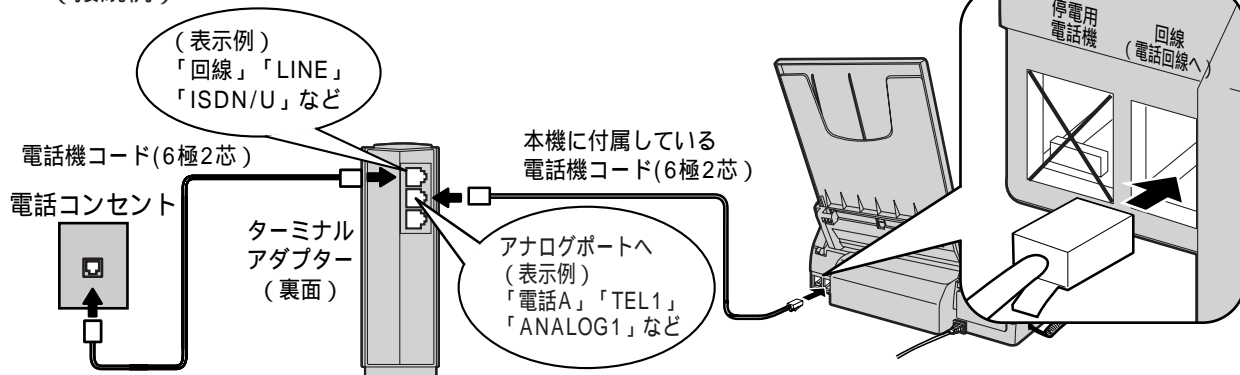 （表示例）
「回線」「LINE」
「ISDN/U」など
電話機コード(6極2芯）
電話コンセント
ターミナル
アダプター
（裏面）
本機に付属している
電話機コード(6極2芯）
アナログポートへ
（表示例）
「電話A」「TEL1」
「ANALOG1」など
停電用
電話機
回線
（電話回線へ）